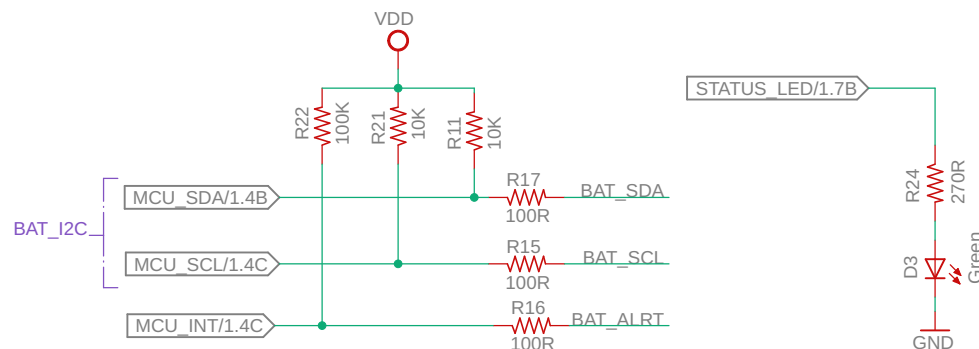 VDD
STATUS_LED/1.7B
R22
100K
R21
10K
R11
10K
R17
MCU_SDA/1.4B
BAT_SDA
100R
R24
270R
BAT_I2C
R15
MCU_SCL/1.4C
BAT_SCL
100R
D3
Green
R16
MCU_INT/1.4C
BAT_ALRT
100R
GND